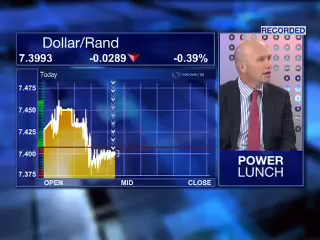 RECORDED
Dollar/Rand
7.3993 -0.0289 -0.39%
Today
7.475
7.450
7.425
7.400
7.375
OPEN MID CLOSE
POWER
LUNCH